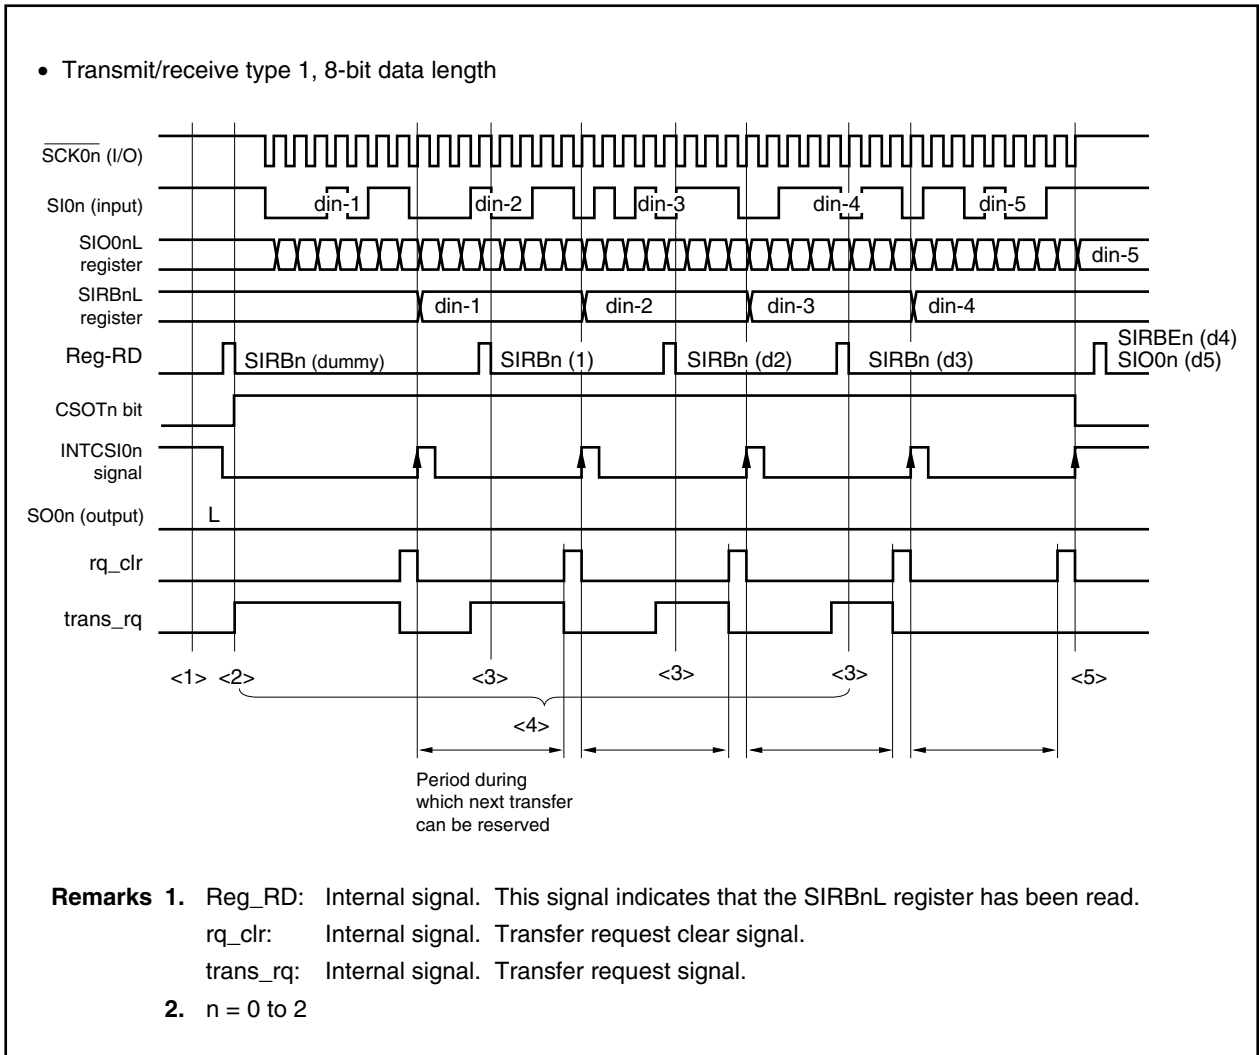 • Transmit/receive type 1, 8-bit data length
SCK0n (I/O)
SI0n (input)
din-1
din-2
din-3
din-4
din-5
SIO0nL
register
din-5
SIRBnL
register
din-1
din-2
din-3
din-4
Reg-RD
SIRBn (dummy)
SIRBn (1)
SIRBn (d2)
SIRBn (d3)
SIRBEn (d4)
SIO0n (d5)
CSOTn bit
INTCSI0n
signal
SO0n (output)
L
rq_clr
trans_rq
<1> <2> <3> <3> <3> <5>
<4>
Period during
which next transfer
can be reserved
Remarks 1. Reg_RD: Internal signal. This signal indicates that the SIRBnL register has been read.
rq_clr: Internal signal. Transfer request clear signal.
trans_rq: Internal signal. Transfer request signal.
2. n = 0 to 2